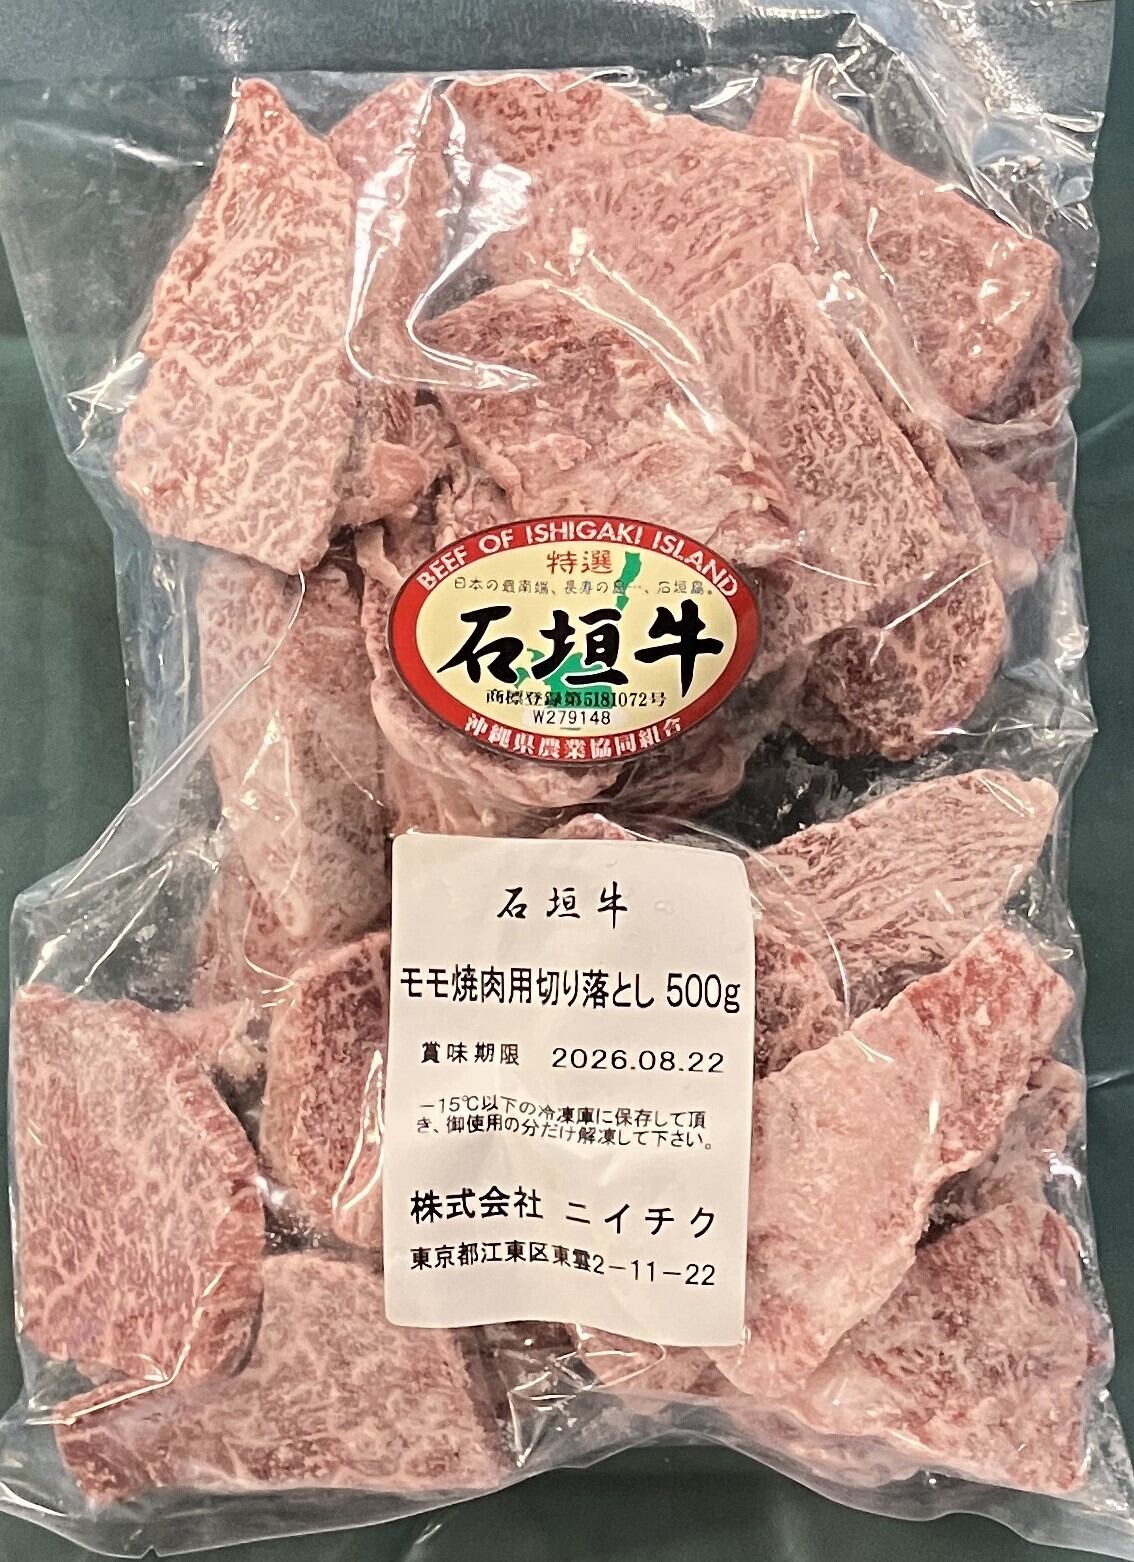 BEEF OF ISHIGAKI ISLAND
特選
日本の最南端、長寿の島…、石垣島。
石垣牛
商標登録第5181072号
W279148
沖縄県農業協同組合
石垣牛
モモ焼肉用切り落とし 500g
賞味期限 2026.08.22
－15℃以下の冷凍庫に保存して頂
き、御使用の分だけ解凍して下さい。
株式会社 ニイチク
東京都江東区東雲2－11－22